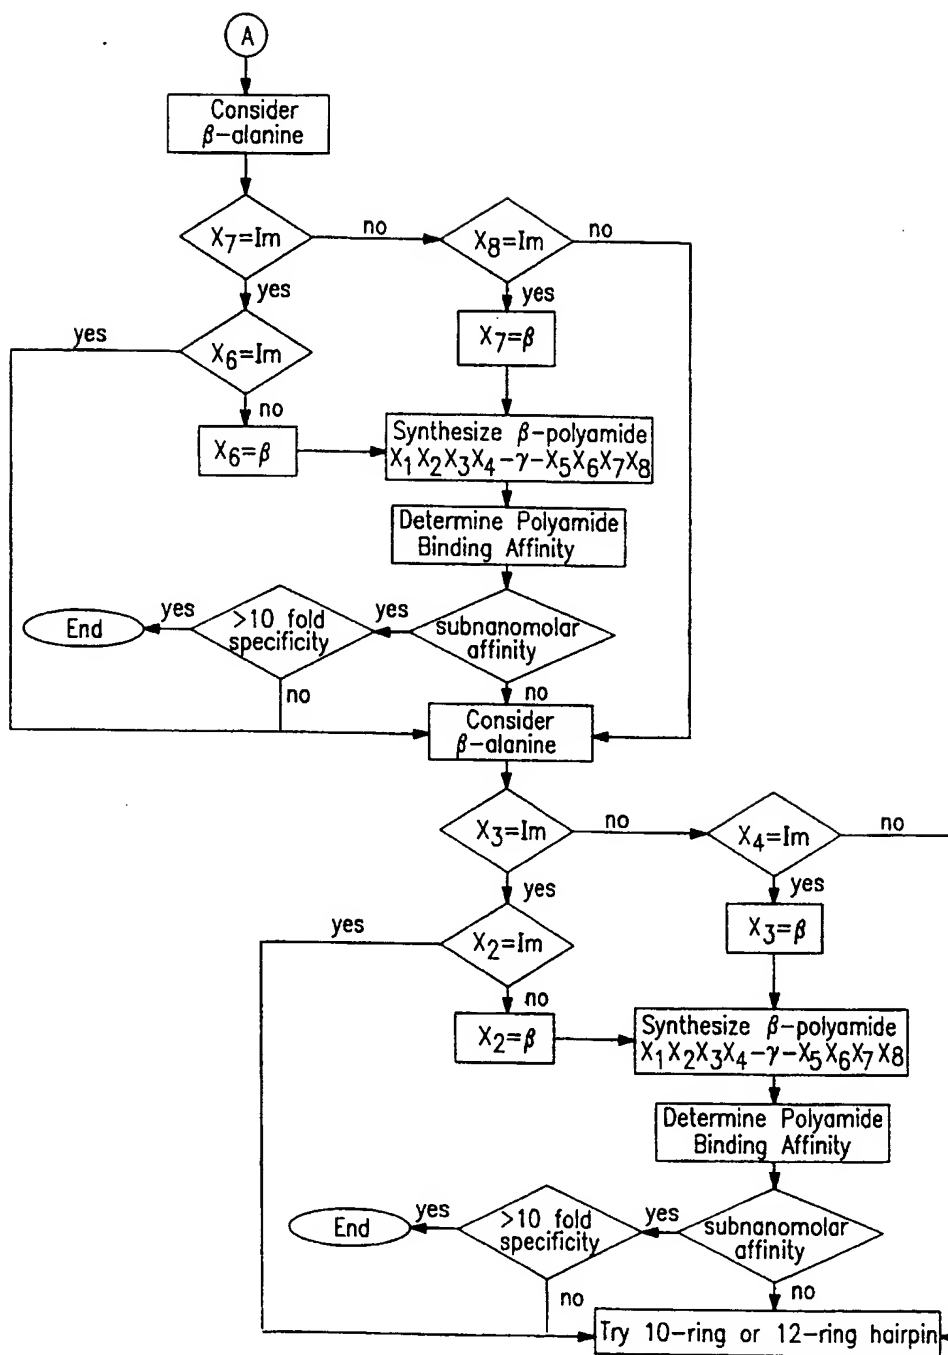 A
Consider
β-alanine
X7=Im
no
X8=Im
no
yes
yes
yes
X6=Im
X7=β
no
X6=β
Synthesize β-polyamide
X1X2X3X4-γ-X5X6X7X8
Determine Polyamide
Binding Affinity
End
yes
>10 fold
specificity
yes
subnanomolar
affinity
no
no
Consider
β-alanine
X3=Im
no
X4=Im
no
yes
yes
yes
X2=Im
X3=β
no
X2=β
Synthesize β-polyamide
X1X2X3X4-γ-X5X6X7X8
Determine Polyamide
Binding Affinity
End
yes
>10 fold
specificity
yes
subnanomolar
affinity
no
no
Try 10-ring or 12-ring hairpin